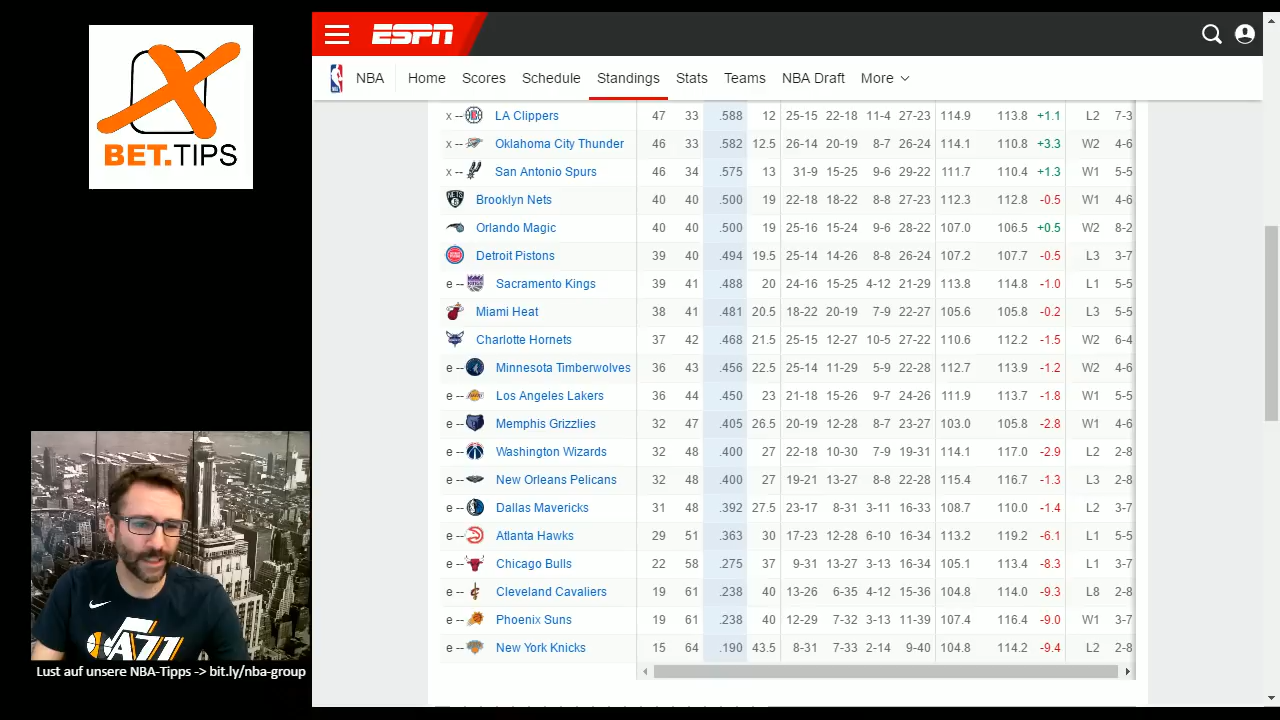 BET.TIPS
ESPN
NBA Home Scores Schedule Standings Stats Teams NBA Draft More
x -- LA Clippers 47 33 .588 12 25-15 22-18 11-4 27-23 114.9 113.8 +1.1 L2 7-3
x -- Oklahoma City Thunder 46 33 .582 12.5 26-14 20-19 8-7 26-24 114.1 110.8 +3.3 W2 4-6
x -- San Antonio Spurs 46 34 .575 13 31-9 15-25 9-6 29-22 111.7 110.4 +1.3 W1 5-5
Brooklyn Nets 40 40 .500 19 22-18 18-22 8-8 27-23 112.3 112.8 -0.5 W1 4-6
Orlando Magic 40 40 .500 19 25-16 15-24 9-6 28-22 107.0 106.5 +0.5 W2 8-2
Detroit Pistons 39 40 .494 19.5 25-14 14-26 8-8 26-24 107.2 107.7 -0.5 L3 3-7
e -- Sacramento Kings 39 41 .488 20 24-16 15-25 4-12 21-29 113.8 114.8 -1.0 L1 5-5
Miami Heat 38 41 .481 20.5 18-22 20-19 7-9 22-27 105.6 105.8 -0.2 L3 5-5
Charlotte Hornets 37 42 .468 21.5 25-15 12-27 10-5 27-22 110.6 112.2 -1.5 W2 6-4
e -- Minnesota Timberwolves 36 43 .456 22.5 25-14 11-29 5-9 22-28 112.7 113.9 -1.2 W2 4-6
e -- Los Angeles Lakers 36 44 .450 23 21-18 15-26 9-7 24-26 111.9 113.7 -1.8 W1 5-5
e -- Memphis Grizzlies 32 47 .405 26.5 20-19 12-28 8-7 23-27 103.0 105.8 -2.8 W1 4-6
e -- Washington Wizards 32 48 .400 27 22-18 10-30 7-9 19-31 114.1 117.0 -2.9 L2 2-8
e -- New Orleans Pelicans 32 48 .400 27 19-21 13-27 8-8 22-28 115.4 116.7 -1.3 L3 2-8
e -- Dallas Mavericks 31 48 .392 27.5 23-17 8-31 3-11 16-33 108.7 110.0 -1.4 L2 3-7
e -- Atlanta Hawks 29 51 .363 30 17-23 12-28 6-10 16-34 113.2 119.2 -6.1 L1 5-5
e -- Chicago Bulls 22 58 .275 37 9-31 13-27 3-13 16-34 105.1 113.4 -8.3 L1 3-7
e -- Cleveland Cavaliers 19 61 .238 40 13-26 6-35 4-12 15-36 104.8 114.0 -9.3 L8 2-8
e -- Phoenix Suns 19 61 .238 40 12-29 7-32 3-13 11-39 107.4 116.4 -9.0 W1 3-7
e -- New York Knicks 15 64 .190 43.5 8-31 7-33 2-14 9-40 104.8 114.2 -9.4 L2 2-8
Lust auf unsere NBA-Tipps -> bit.ly/nba-group